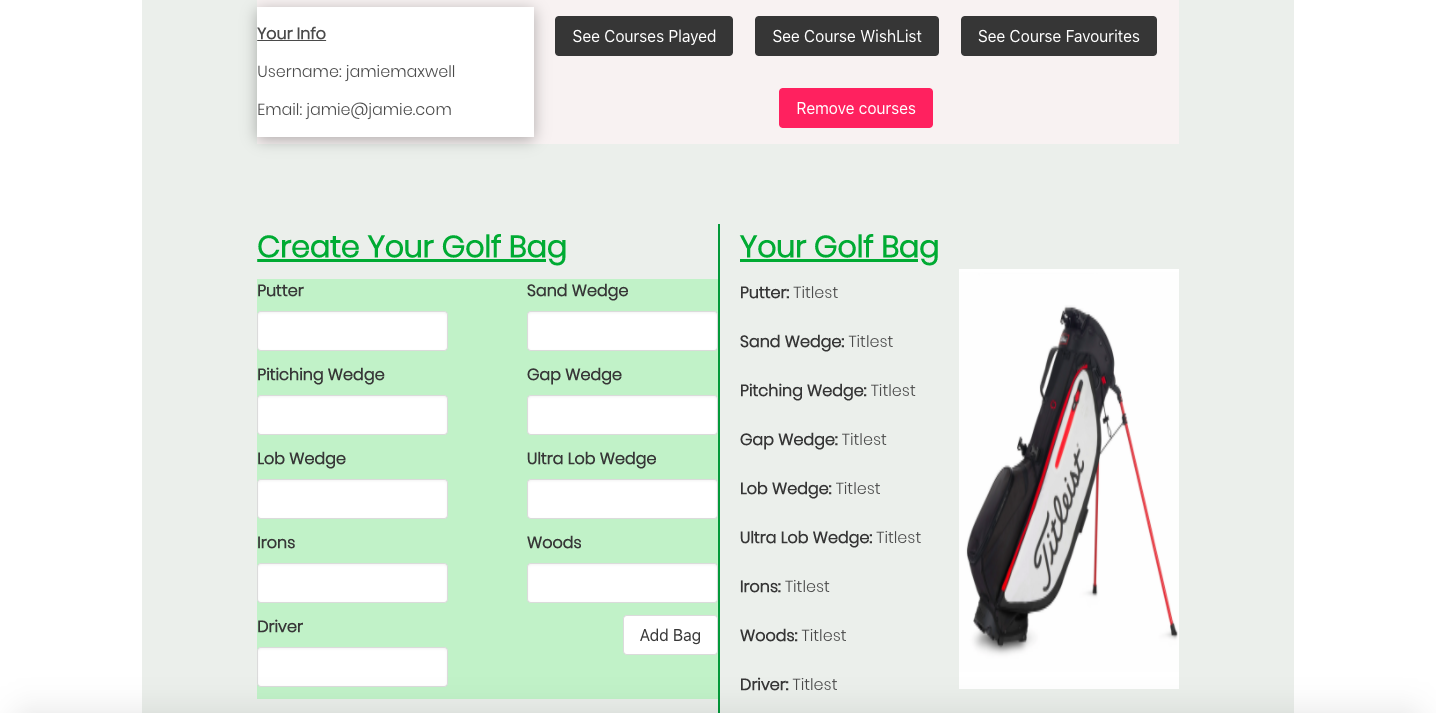 Your Info
Username: jamiemaxwell
Email: jamie@jamie.com
See Courses Played
See Course WishList
See Course Favourites
Remove courses
Create Your Golf Bag
Putter
Sand Wedge
Pitiching Wedge
Gap Wedge
Lob Wedge
Ultra Lob Wedge
Irons
Woods
Driver
Add Bag
Your Golf Bag
Putter: Titlest
Sand Wedge: Titlest
Pitching Wedge: Titlest
Gap Wedge: Titlest
Lob Wedge: Titlest
Ultra Lob Wedge: Titlest
Irons: Titlest
Woods: Titlest
Driver: Titlest
Titleist